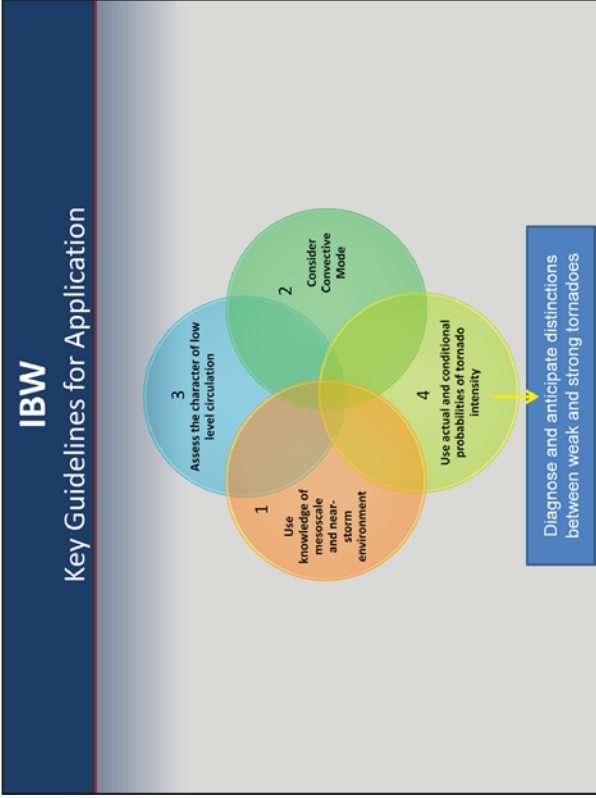 IBW
Key Guidelines for Application
1
Use
knowledge of
mesoscale
and near-
storm
environment
2
Consider
Convective
Mode
3
Assess the character of low
level circulation
4
Use actual and conditional
probabilities of tornado
intensity
Diagnose and anticipate distinctions
between weak and strong tornadoes